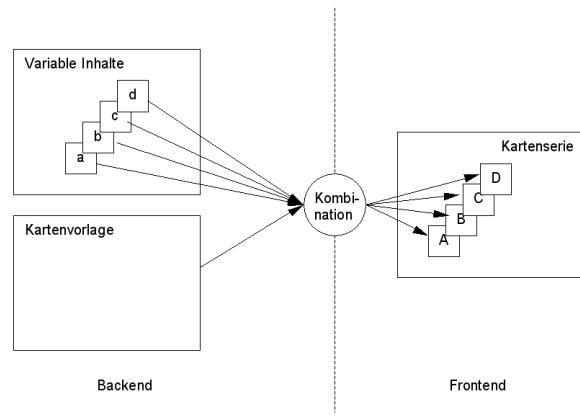 Variable Inhalte
d
c
b
a
Kartenvorlage
Kombi-
nation
Kartenserie
D
C
B
A
Backend
Frontend